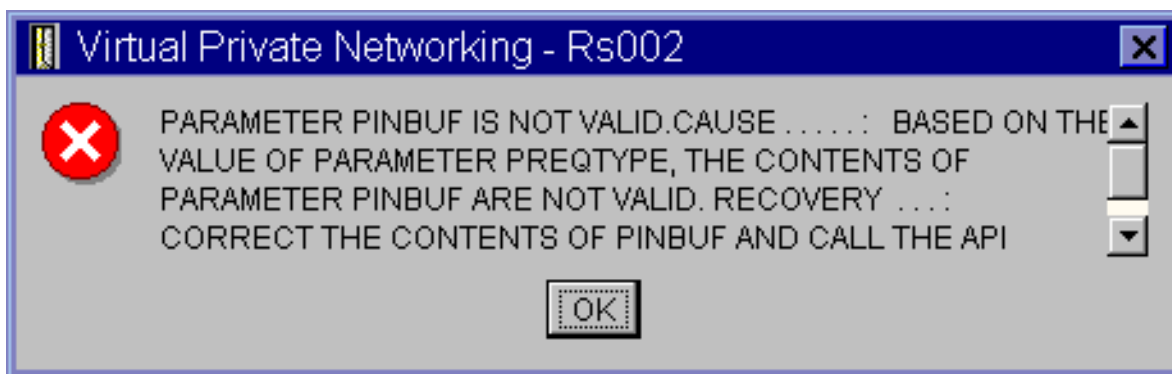 Virtual Private Networking - Rs002
PARAMETER PINBUF IS NOT VALID.CAUSE . . . . . :   BASED ON THE
VALUE OF PARAMETER PREQTYPE, THE CONTENTS OF
PARAMETER PINBUF ARE NOT VALID. RECOVERY  . . . :
CORRECT THE CONTENTS OF PINBUF AND CALL THE API
OK